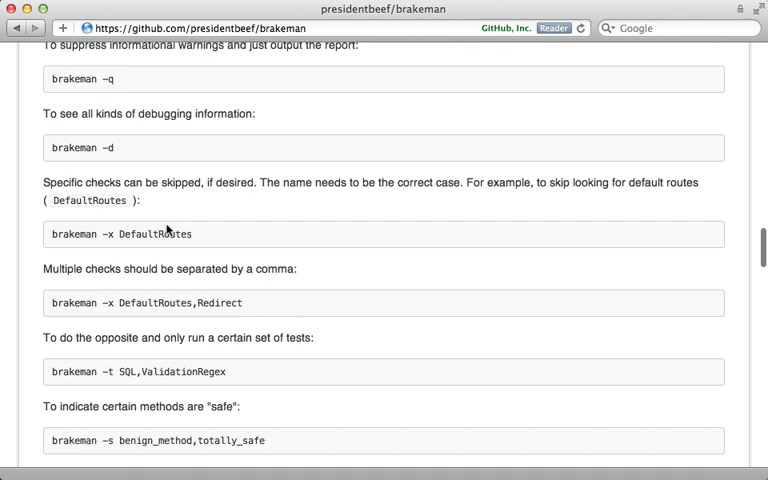 presidentbeef/brakeman
https://github.com/presidentbeef/brakeman
GitHub, Inc.
Reader
Google
To suppress informational warnings and just output the report:
brakeman -q
To see all kinds of debugging information:
brakeman -d
Specific checks can be skipped, if desired. The name needs to be the correct case. For example, to skip looking for default routes
( DefaultRoutes ):
brakeman -x DefaultRoutes
Multiple checks should be separated by a comma:
brakeman -x DefaultRoutes,Redirect
To do the opposite and only run a certain set of tests:
brakeman -t SQL,ValidationRegex
To indicate certain methods are "safe":
brakeman -s benign_method,totally_safe